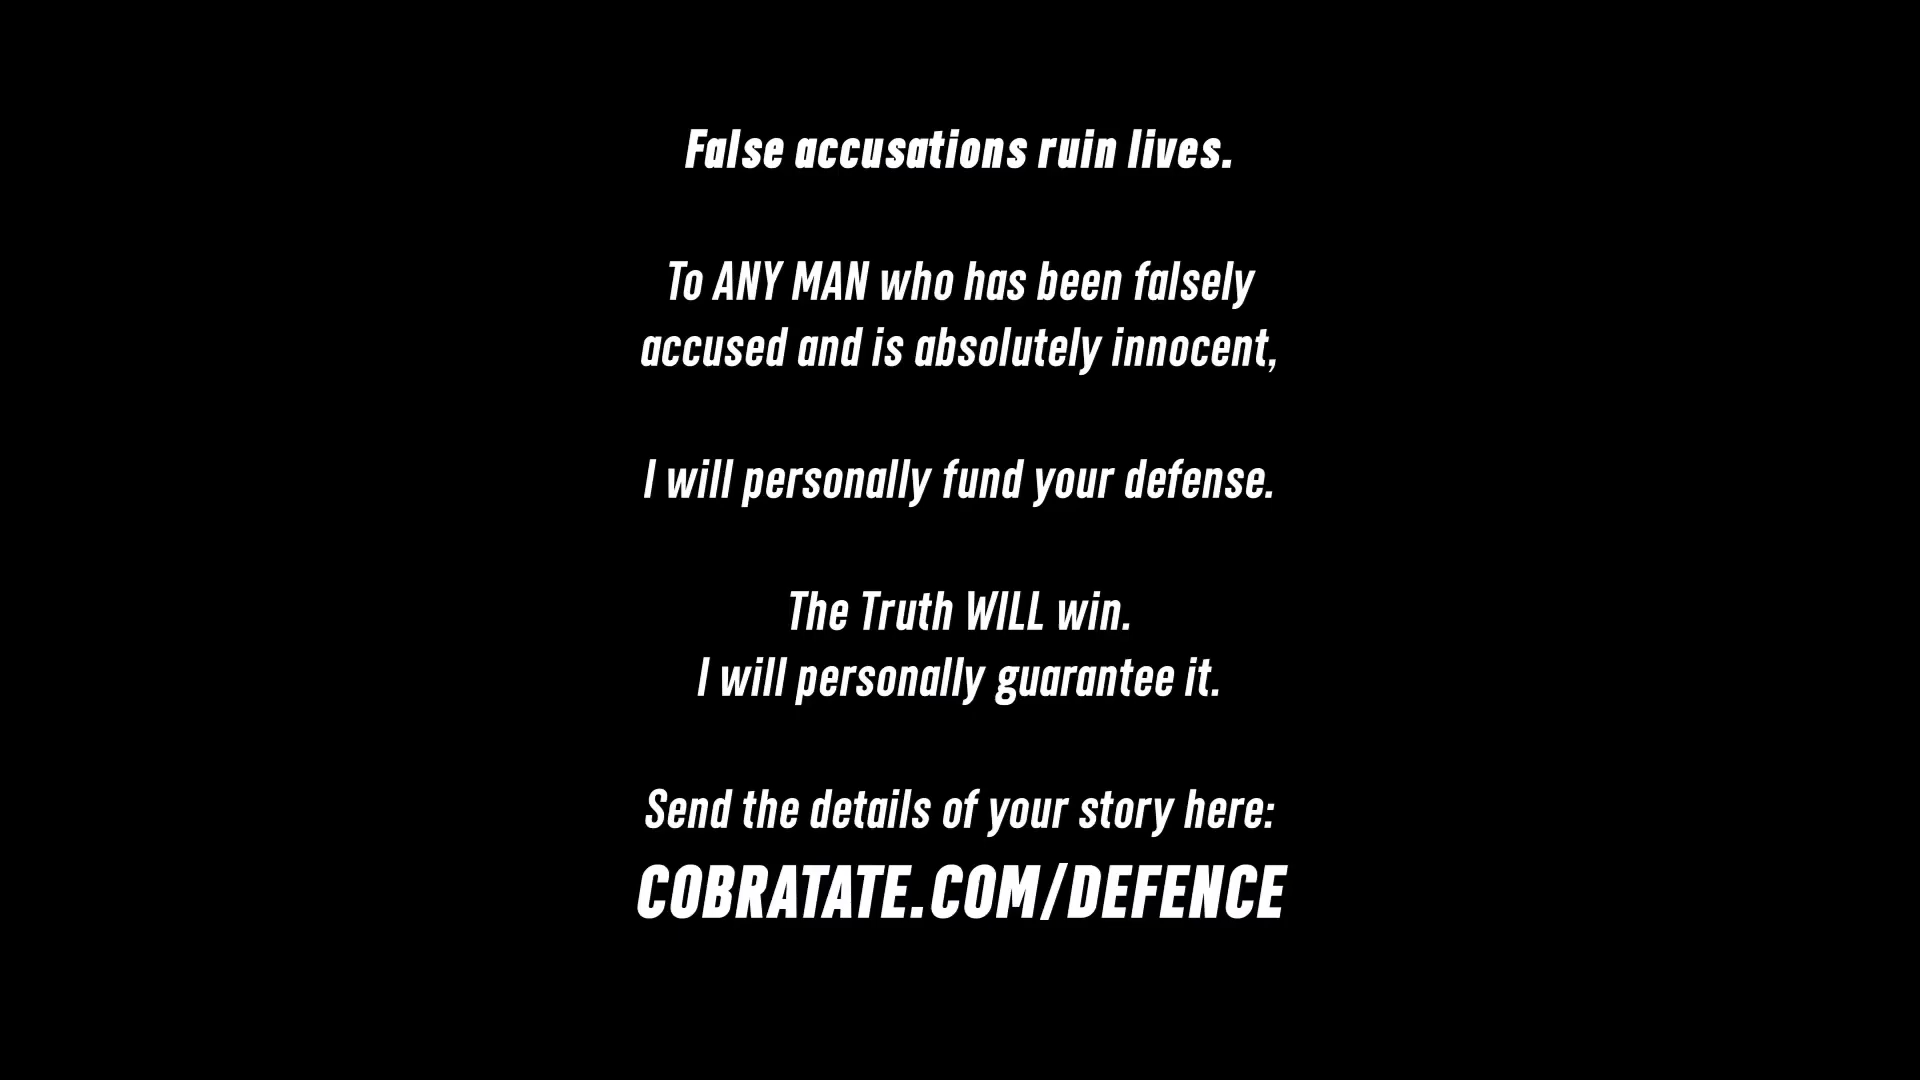 False accusations ruin lives.
To ANY MAN who has been falsely
accused and is absolutely innocent,
I will personally fund your defense.
The Truth WILL win.
I will personally guarantee it.
Send the details of your story here:
COBRATATE.COM/DEFENCE